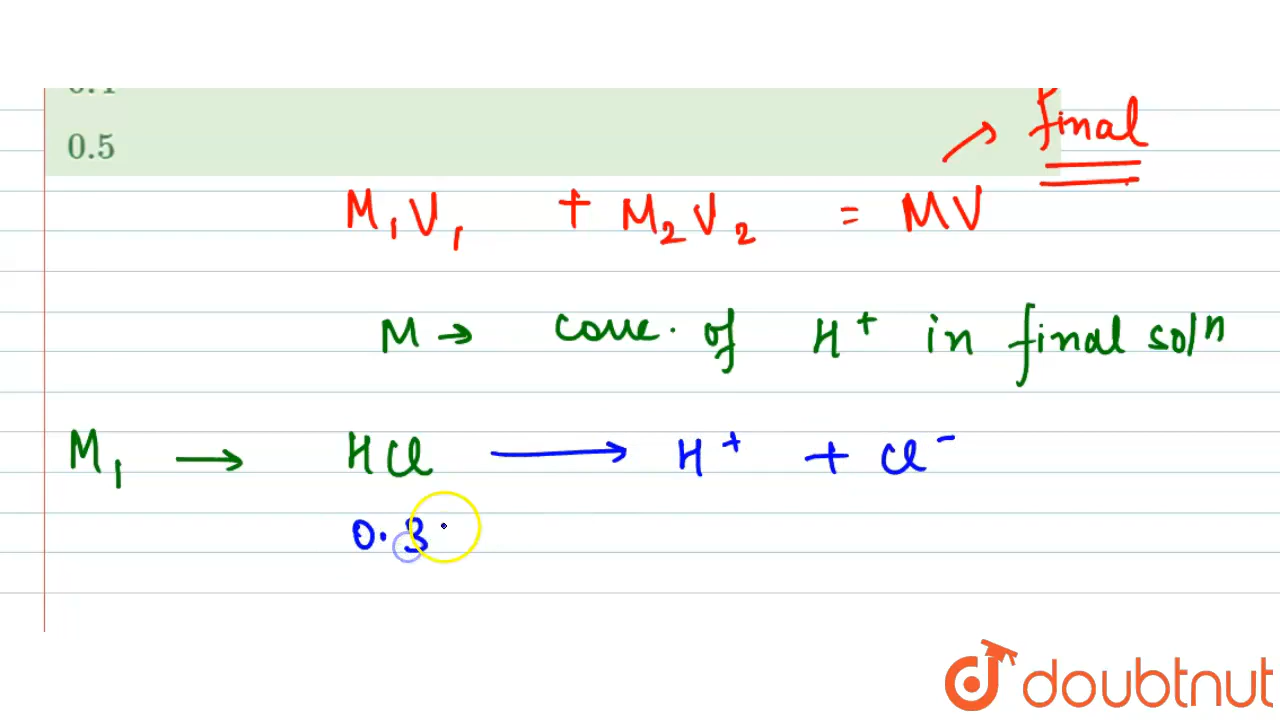 0.5
final
M₁V₁ + M₂V₂ = MV
M → conc. of H⁺ in final solⁿ
M₁ → HCl → H⁺ + Cl⁻
0.3
doubtnut